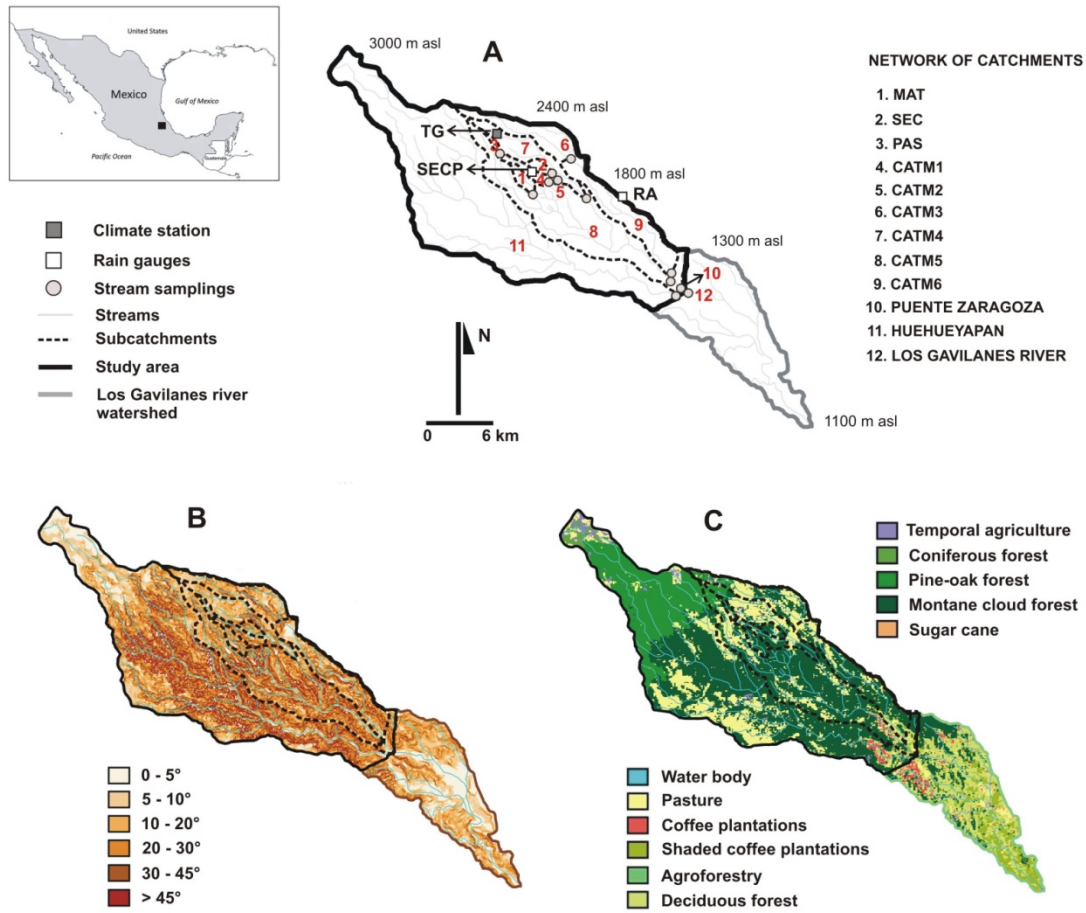 United States
Mexico
Gulf of Mexico
Pacific Ocean
Guatemala
Climate station
Rain gauges
Stream samplings
Streams
Subcatchments
Study area
Los Gavilanes river
watershed
A
3000 m asl
2400 m asl
1800 m asl
1300 m asl
1100 m asl
TG
SECP
RA
3
7
6
2
1
4
5
8
9
11
10
12
N
0 6 km
NETWORK OF CATCHMENTS
1. MAT
2. SEC
3. PAS
4. CATM1
5. CATM2
6. CATM3
7. CATM4
8. CATM5
9. CATM6
10. PUENTE ZARAGOZA
11. HUEHUEYAPAN
12. LOS GAVILANES RIVER
B
0 - 5°
5 - 10°
10 - 20°
20 - 30°
30 - 45°
> 45°
C
Temporal agriculture
Coniferous forest
Pine-oak forest
Montane cloud forest
Sugar cane
Water body
Pasture
Coffee plantations
Shaded coffee plantations
Agroforestry
Deciduous forest